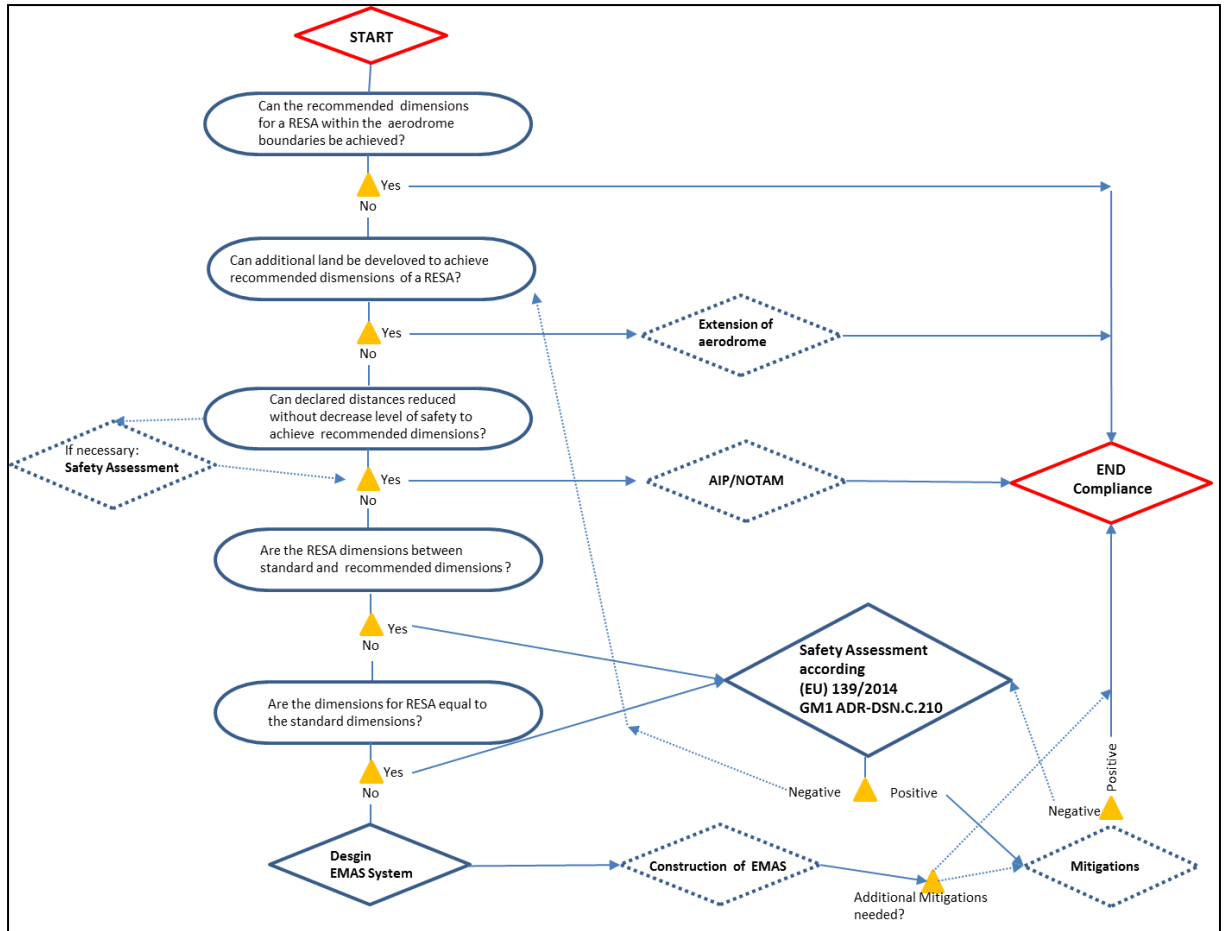 START
Can the recommended dimensions
for a RESA within the aerodrome
boundaries be achieved?
Yes
No
Can additional land be develoved to achieve
recommended dismensions of a RESA?
Yes
No
Extension of
aerodrome
Can declared distances reduced
without decrease level of safety to
achieve recommended dimensions?
If necessary:
Safety Assessment
Yes
No
AIP/NOTAM
END
Compliance
Are the RESA dimensions between
standard and recommended dimensions?
Yes
No
Safety Assessment
according
(EU) 139/2014
GM1 ADR-DSN.C.210
Are the dimensions for RESA equal to
the standard dimensions?
Yes
No
Negative
Positive
Negative
Positive
Desgin
EMAS System
Construction of EMAS
Additional Mitigations
needed?
Mitigations